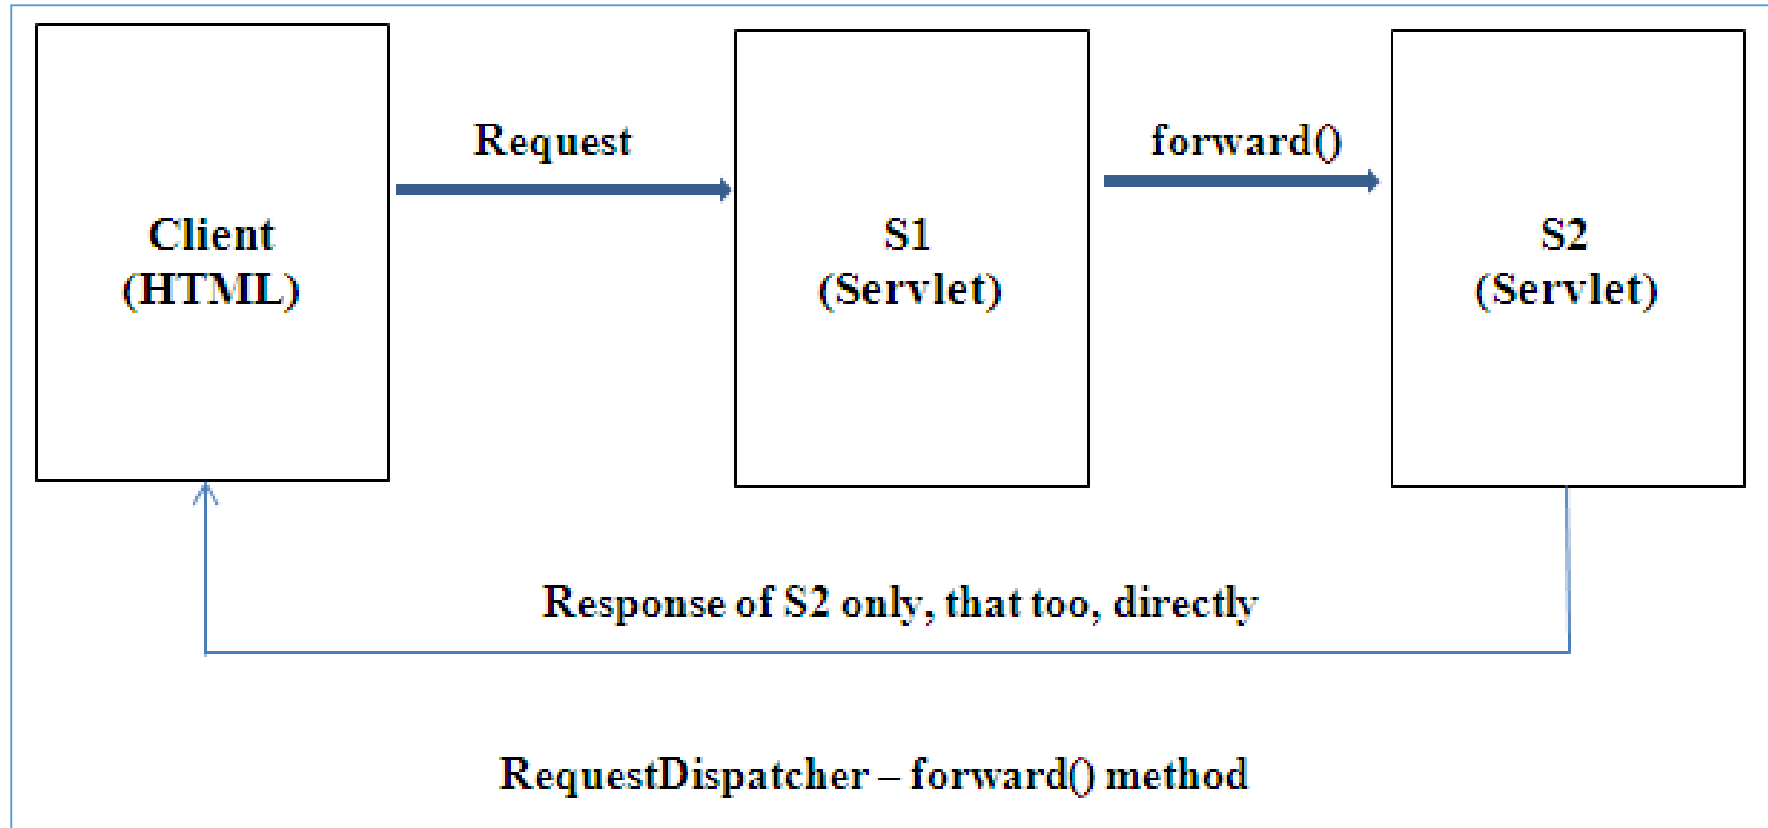 Request
forward()
Client
(HTML)
S1
(Servlet)
S2
(Servlet)
Response of S2 only, that too, directly
RequestDispatcher – forward() method